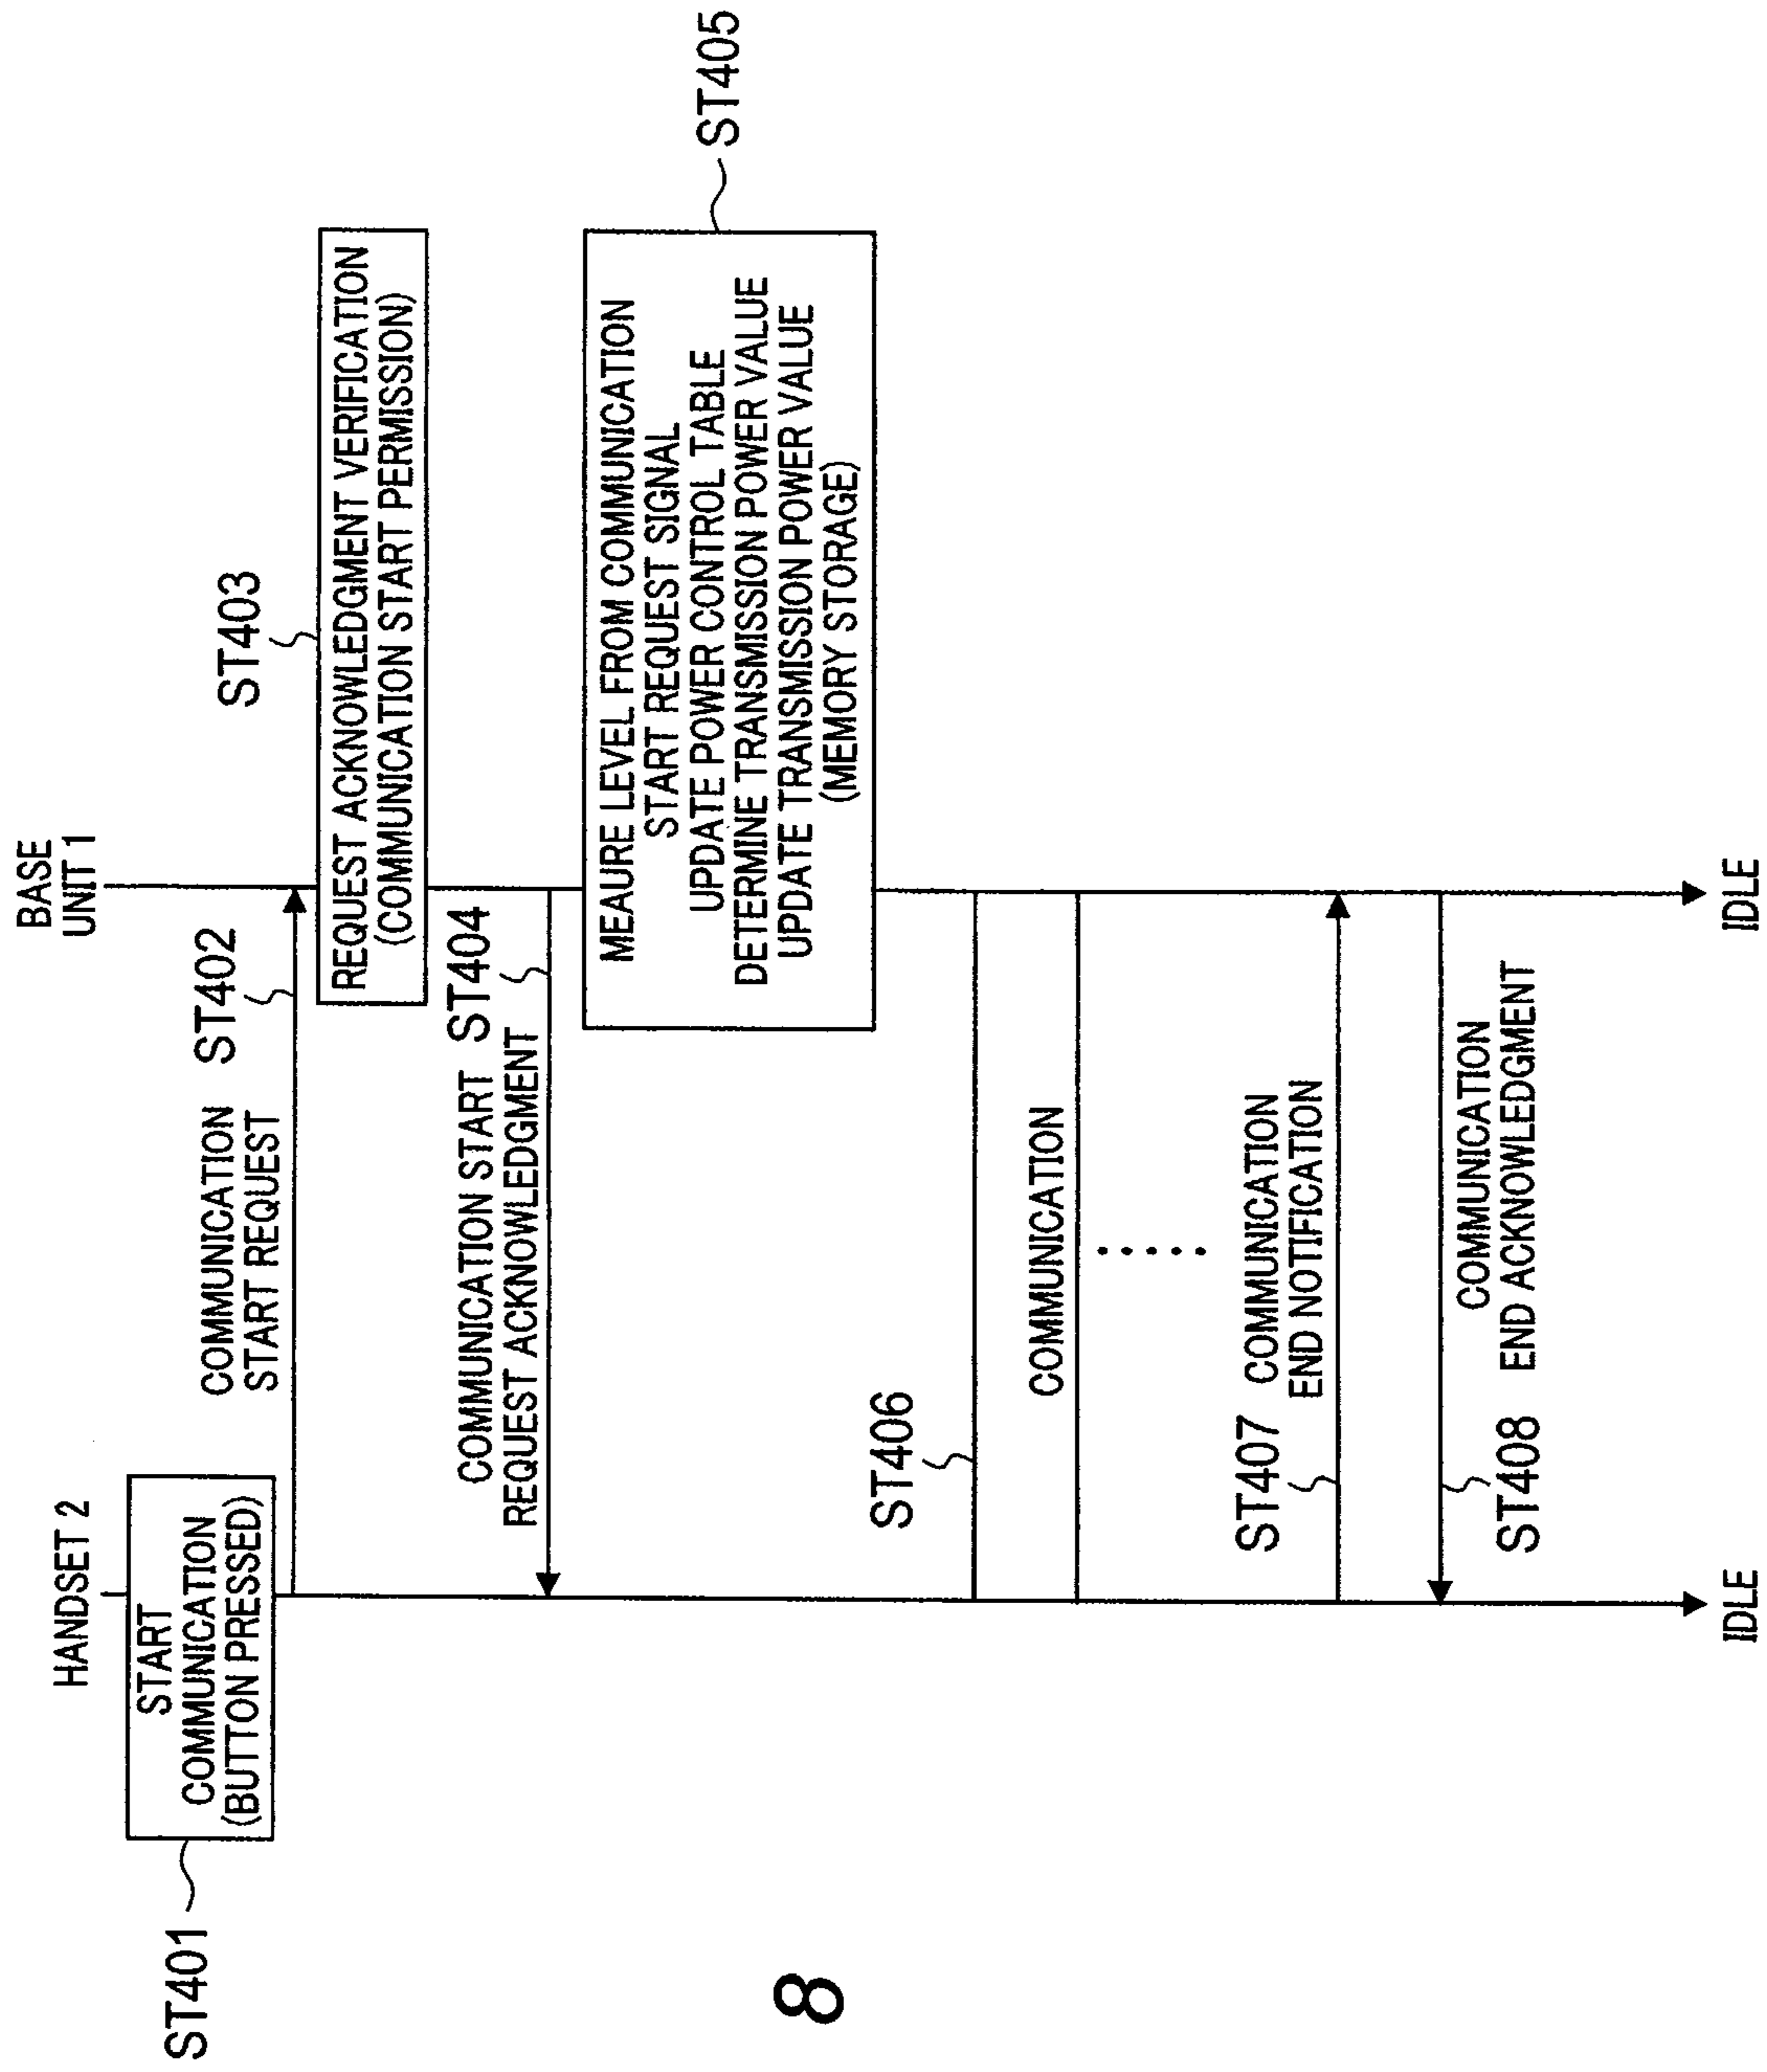 HANDSET 2
BASE
UNIT 1
ST401
START
COMMUNICATION
(BUTTON PRESSED)
COMMUNICATION
START REQUEST
ST402
ST403
REQUEST ACKNOWLEDGMENT VERIFICATION
(COMMUNICATION START PERMISSION)
COMMUNICATION START
REQUEST ACKNOWLEDGMENT
ST404
MEAURE LEVEL FROM COMMUNICATION
START REQUEST SIGNAL
UPDATE POWER CONTROL TABLE
DETERMINE TRANSMISSION POWER VALUE
UPDATE TRANSMISSION POWER VALUE
(MEMORY STORAGE)
ST405
ST406
COMMUNICATION
.....
ST407
COMMUNICATION
END NOTIFICATION
COMMUNICATION
END ACKNOWLEDGMENT
ST408
IDLE
IDLE
8